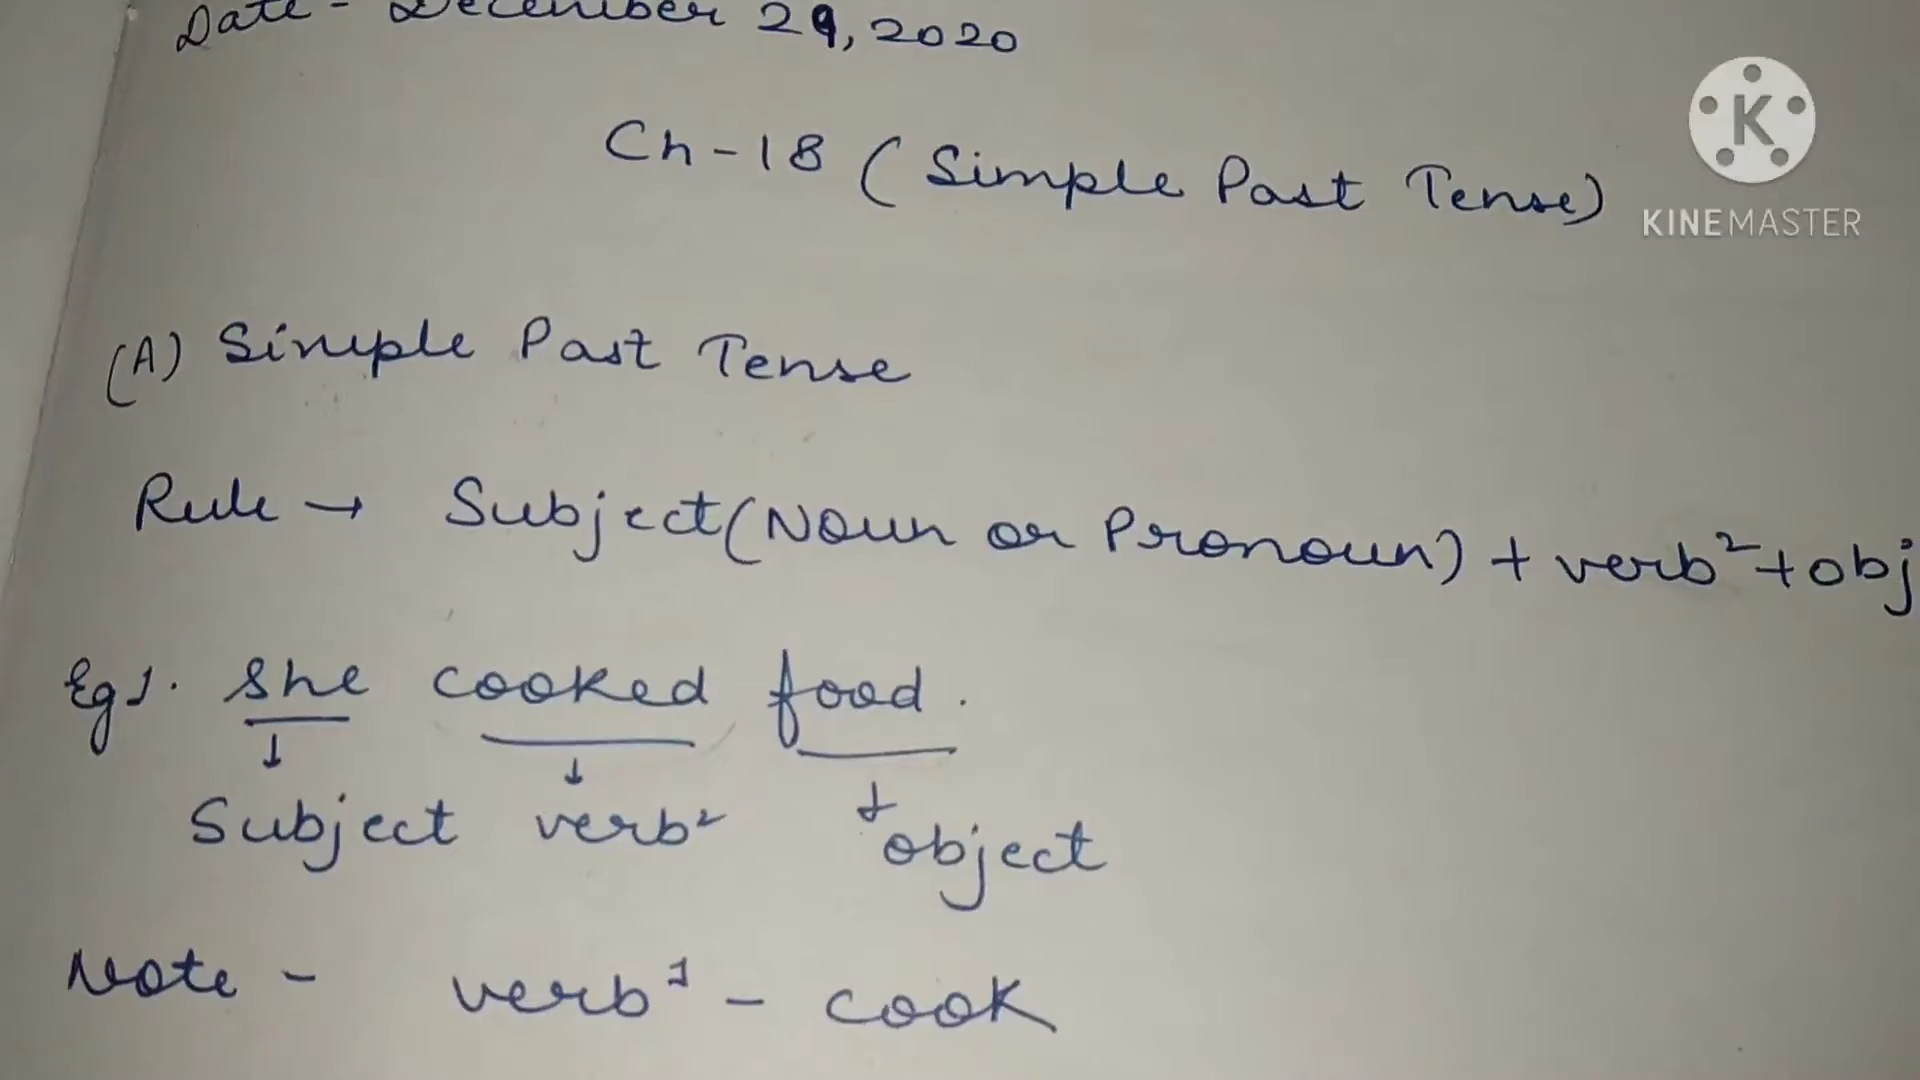 Date - December 29, 2020
Ch-18 (Simple Past Tense)
K
KINEMASTER
(A) Simple Past Tense
Rule → Subject (Noun or Pronoun) + verb² + obj
Eg 1. She cooked food.
↓ ↓ ↓
Subject verb² object
Note - verb¹ - cook